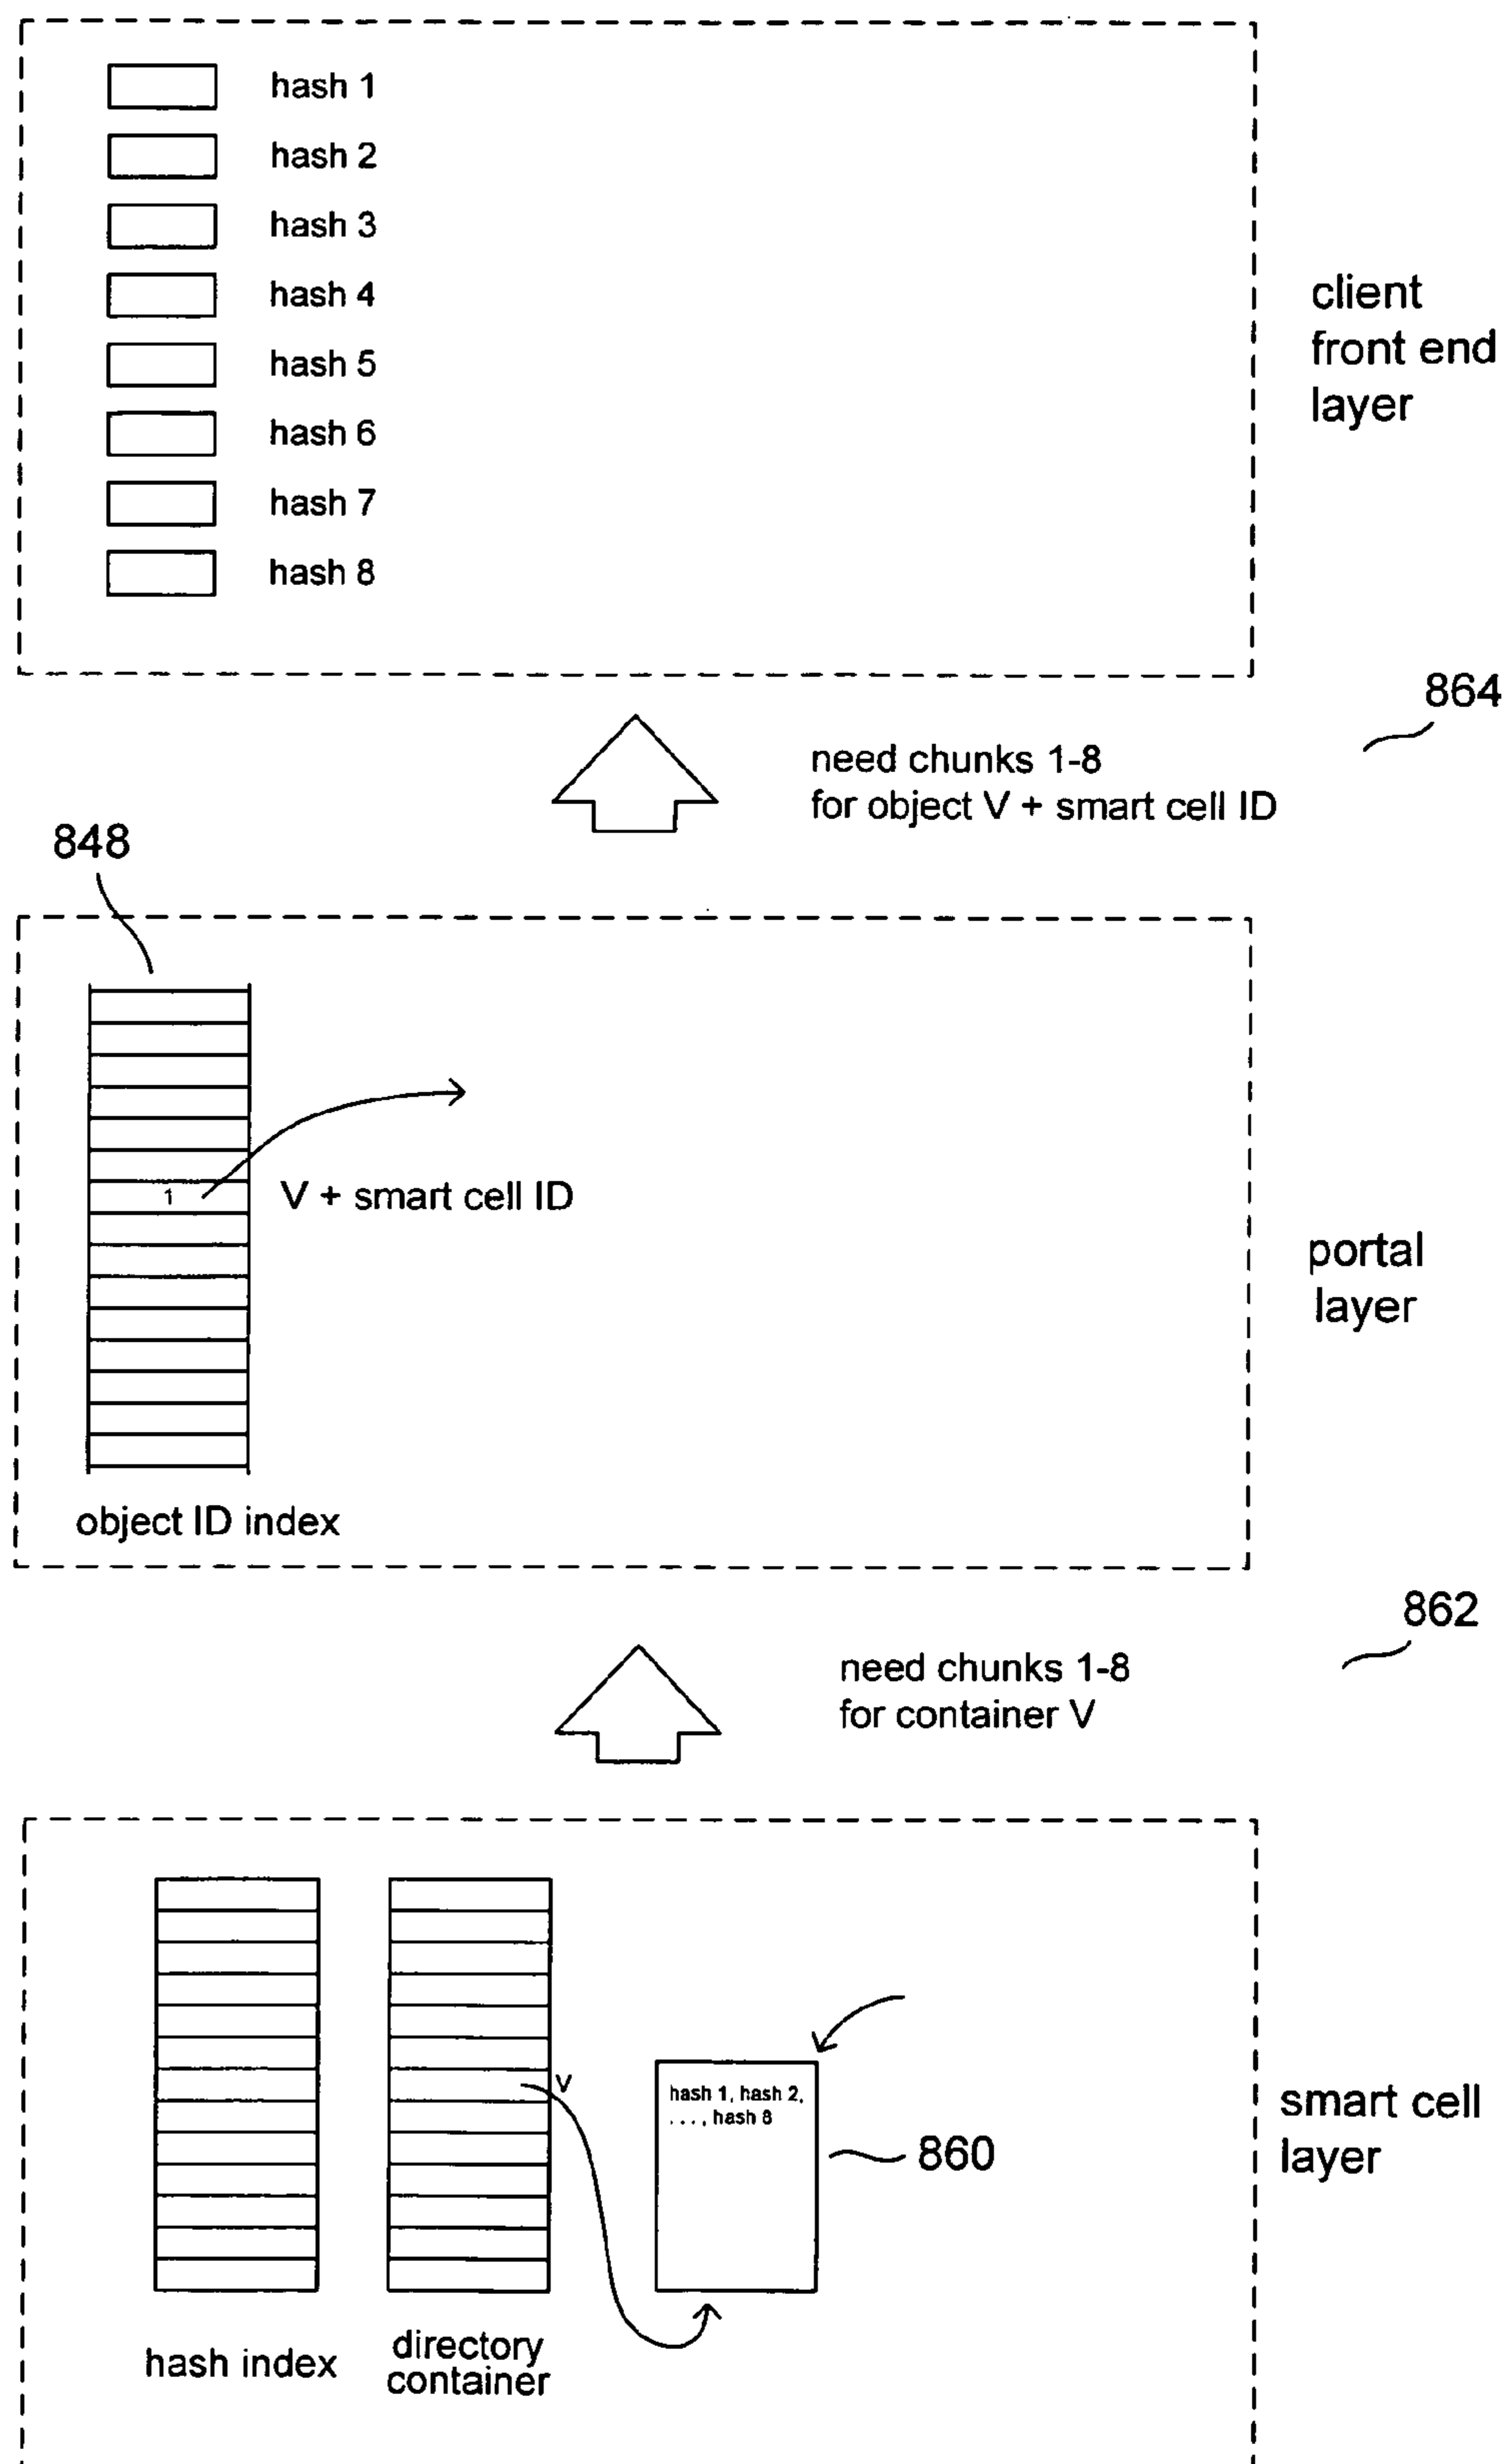 hash 1
hash 2
hash 3
hash 4
hash 5
hash 6
hash 7
hash 8
client
front end
layer
864
need chunks 1-8
for object V + smart cell ID
848
1
V + smart cell ID
portal
layer
object ID index
862
need chunks 1-8
for container V
V
hash 1, hash 2,
. . ., hash 8
860
smart cell
layer
hash index
directory
container